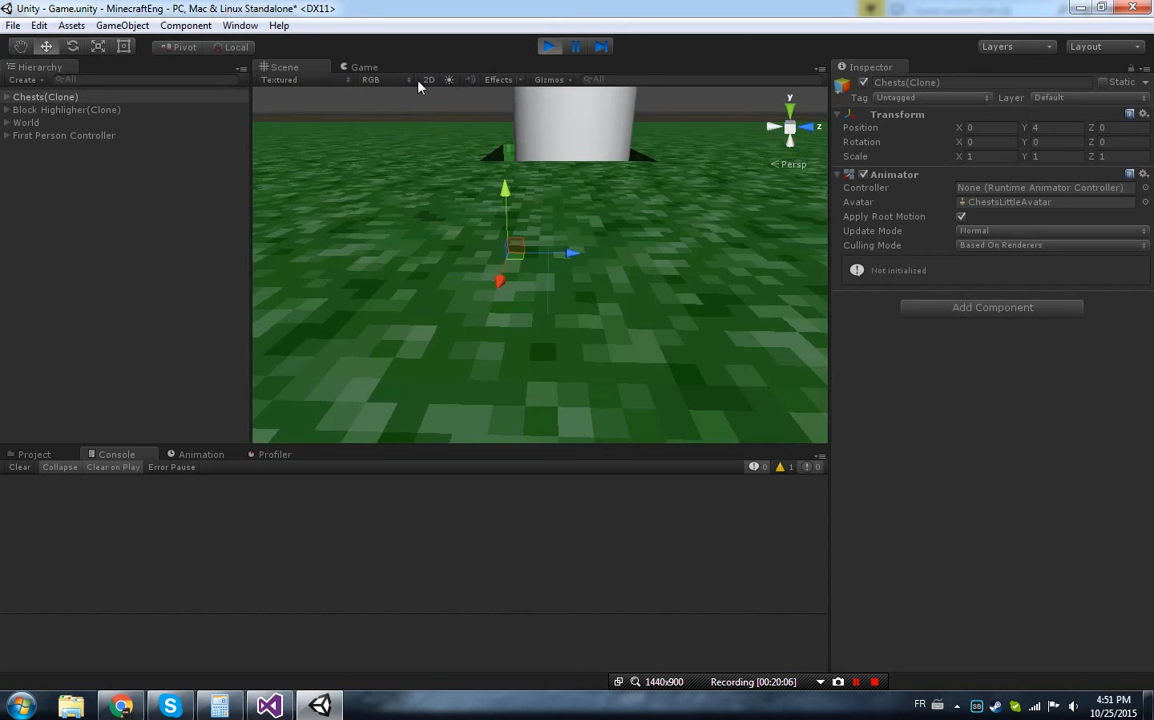 Unity - Game.unity - MinecraftEng - PC, Mac & Linux Standalone* <DX11>
File Edit Assets GameObject Component Window Help
Pivot Local Layers Layout
Hierarchy
Create All
Chests(Clone)
Block Highligher(Clone)
World
First Person Controller
Scene Game
Textured RGB 2D Effects Gizmos All
y
z
Persp
Inspector
Chests(Clone) Static
Tag Untagged Layer Default
Transform
Position X 0 Y 4 Z 0
Rotation X 0 Y 0 Z 0
Scale X 1 Y 1 Z 1
Animator
Controller None (Runtime Animator Controller)
Avatar ChestsLittleAvatar
Apply Root Motion
Update Mode Normal
Culling Mode Based On Renderers
Not initialized
Add Component
Project Console Animation Profiler
Clear Collapse Clear on Play Error Pause 0 1 0
1440x900 Recording [00:20:06]
FR SB 4:51 PM
10/25/2015